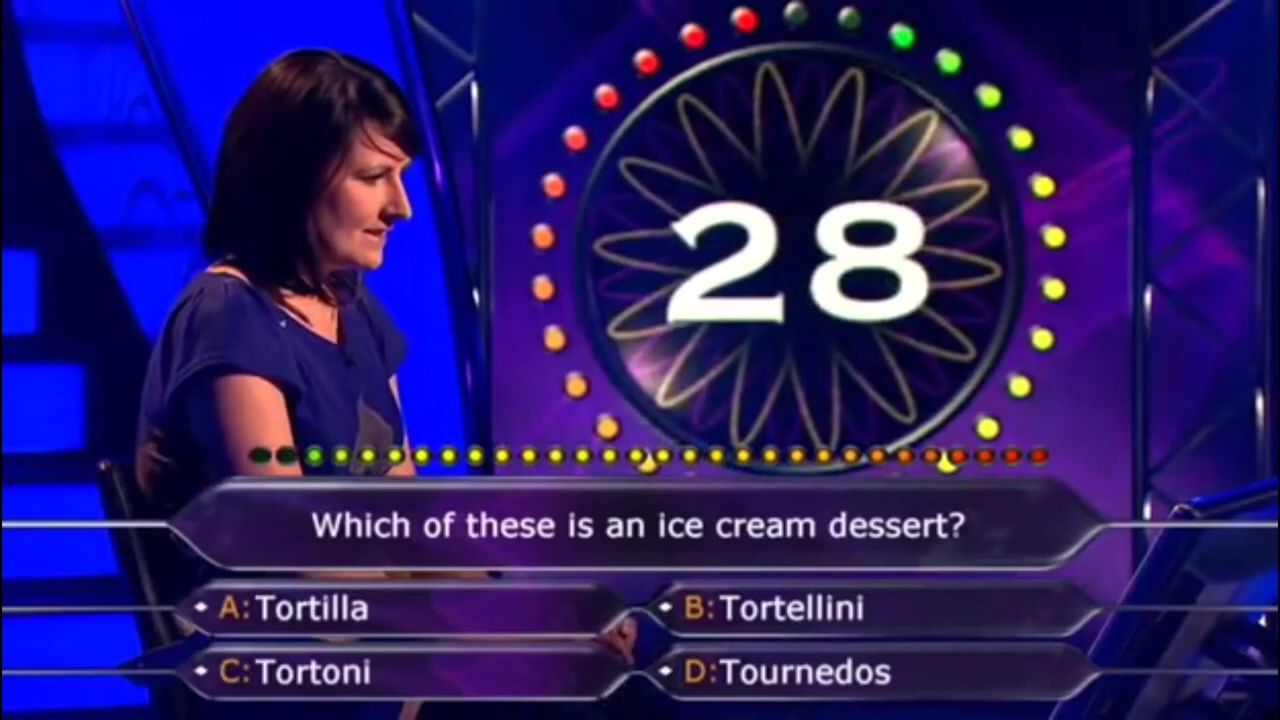 28
Which of these is an ice cream dessert?
A: Tortilla
B: Tortellini
C: Tortoni
D: Tournedos